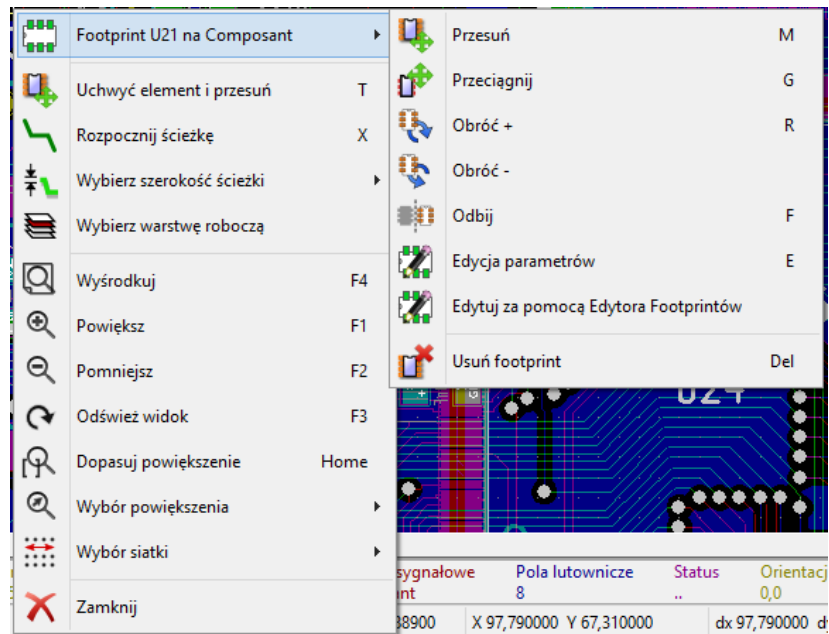 Footprint U21 na Composant
Uchwyć element i przesuń T
Rozpocznij ścieżkę X
Wybierz szerokość ścieżki
Wybierz warstwę roboczą
Wyśrodkuj F4
Powiększ F1
Pomniejsz F2
Odśwież widok F3
Dopasuj powiększenie Home
Wybór powiększenia
Wybór siatki
Zamknij
Przesuń M
Przeciągnij G
Obróć + R
Obróć -
Odbij F
Edycja parametrów E
Edytuj za pomocą Edytora Footprintów
Usuń footprint Del
sygnałowe Pola lutownicze Status Orientacj
nt 8 .. 0,0
38900 X 97,790000 Y 67,310000 dx 97,790000 d